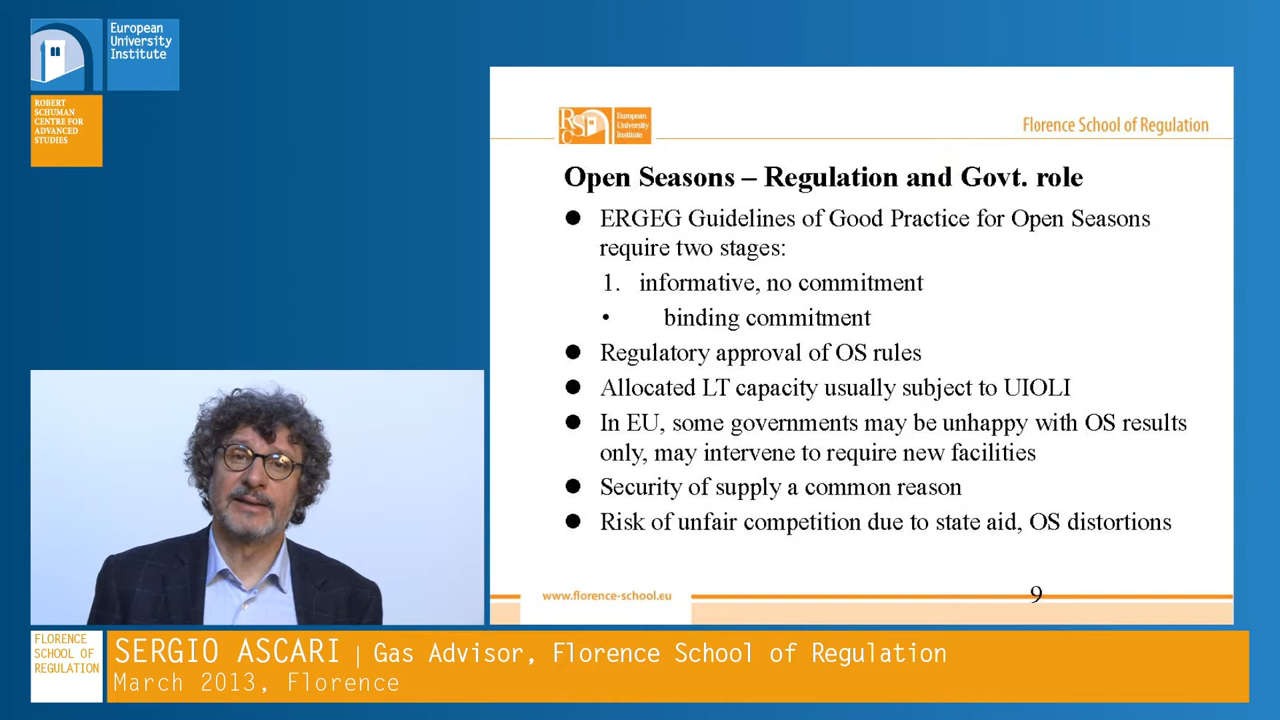 European
University
Institute
ROBERT
SCHUMAN
CENTRE FOR
ADVANCED
STUDIES
RSC
European
University
Institute
Florence School of Regulation
Open Seasons – Regulation and Govt. role
● ERGEG Guidelines of Good Practice for Open Seasons
require two stages:
1. informative, no commitment
• binding commitment
● Regulatory approval of OS rules
● Allocated LT capacity usually subject to UIOLI
● In EU, some governments may be unhappy with OS results
only, may intervene to require new facilities
● Security of supply a common reason
● Risk of unfair competition due to state aid, OS distortions
www.florence-school.eu
9
FLORENCE
SCHOOL OF
REGULATION
SERGIO ASCARI | Gas Advisor, Florence School of Regulation
March 2013, Florence